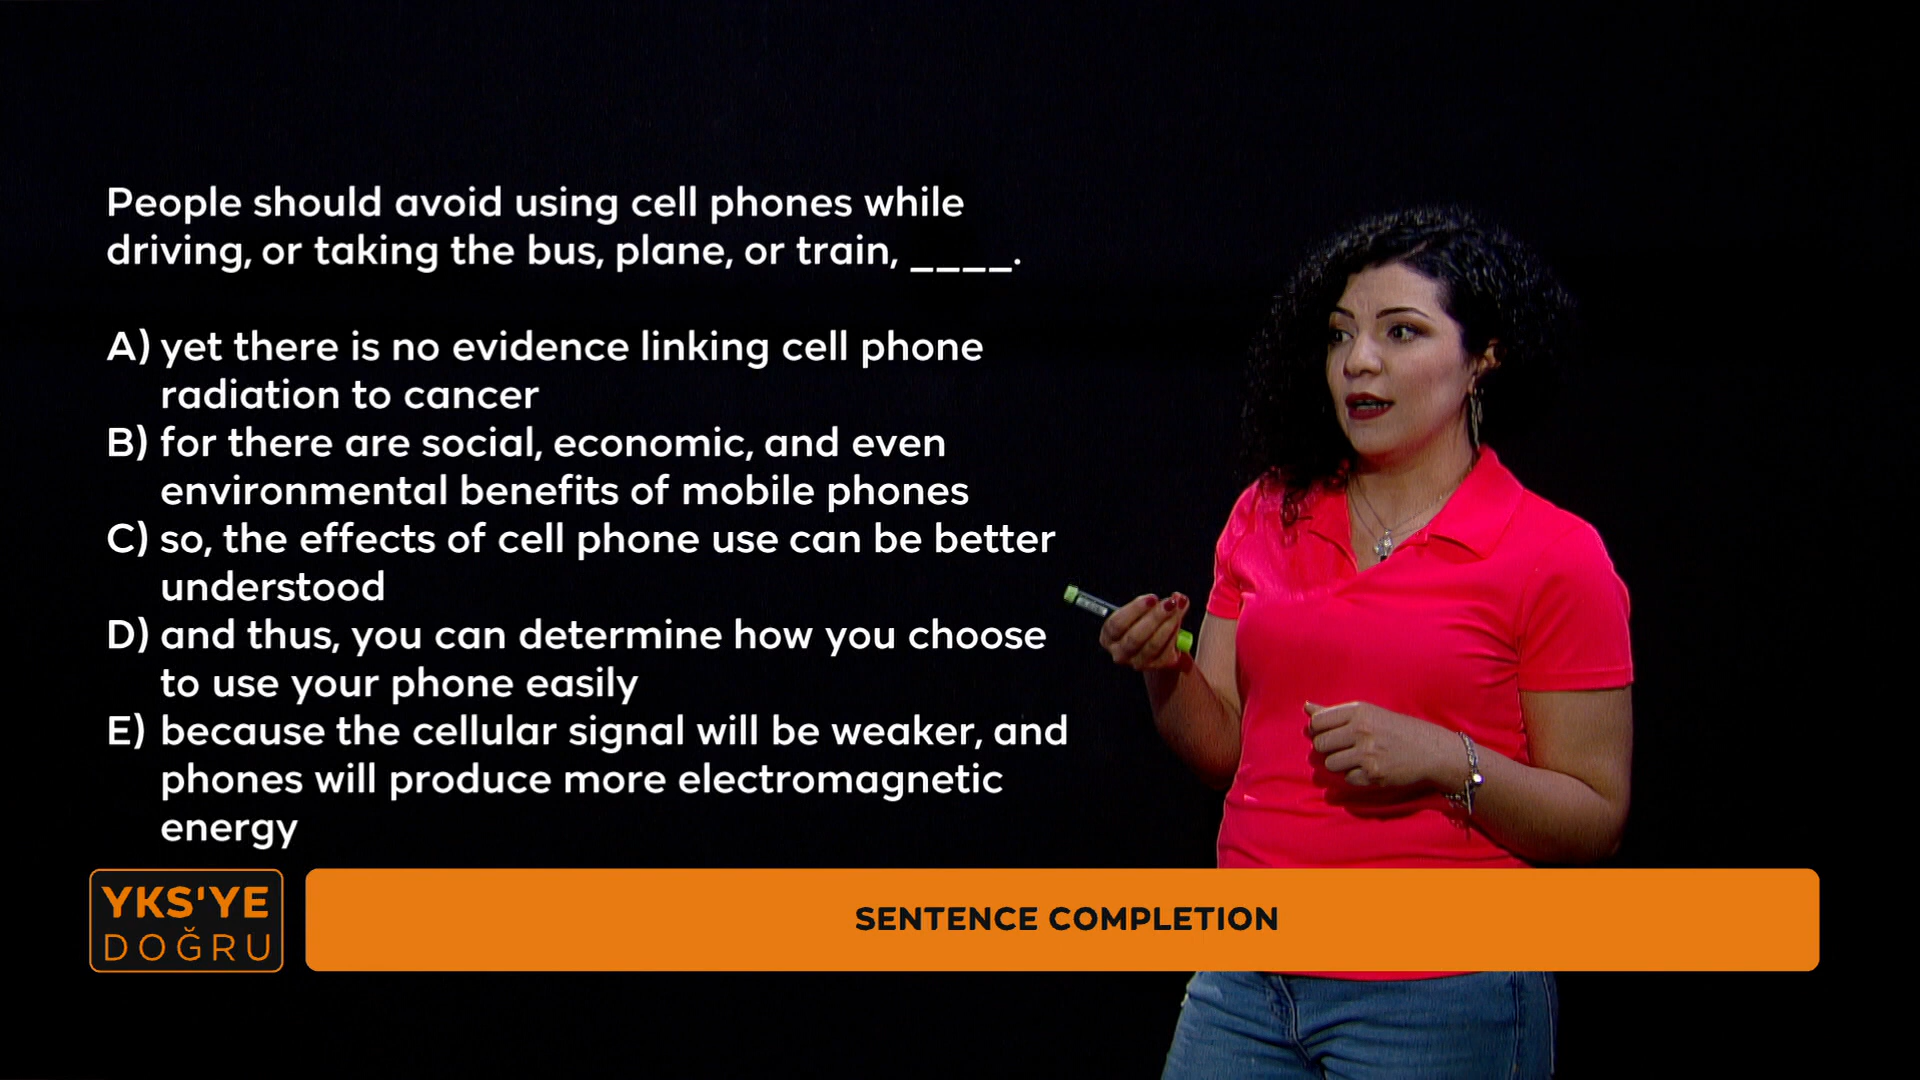 People should avoid using cell phones while
driving, or taking the bus, plane, or train, ____.
A) yet there is no evidence linking cell phone
radiation to cancer
B) for there are social, economic, and even
environmental benefits of mobile phones
C) so, the effects of cell phone use can be better
understood
D) and thus, you can determine how you choose
to use your phone easily
E) because the cellular signal will be weaker, and
phones will produce more electromagnetic
energy
YKS'YE
DOĞRU
SENTENCE COMPLETION